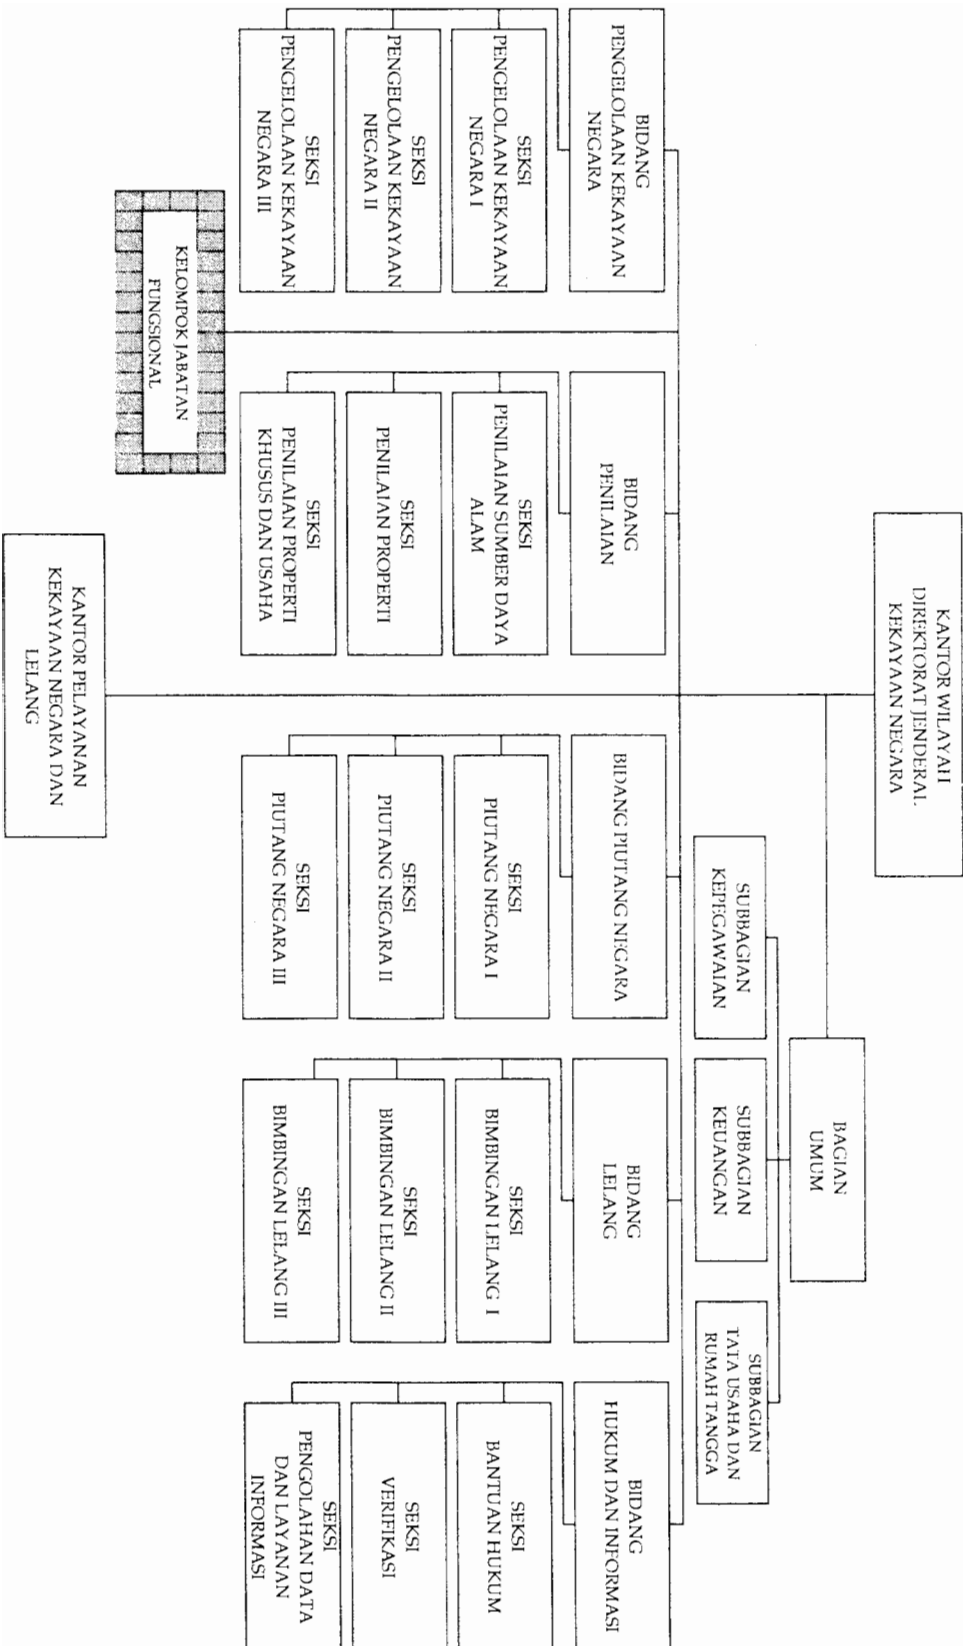 KANTOR WILAYAH
DIREKTORAT JENDERAL
KEKAYAAN NEGARA
BAGIAN
UMUM
SUBBAGIAN
KEPEGAWAIAN
SUBBAGIAN
KEUANGAN
SUBBAGIAN
TATA USAHA DAN
RUMAH TANGGA
BIDANG
PENGELOLAAN KEKAYAAN
NEGARA
SEKSI
PENGELOLAAN KEKAYAAN
NEGARA I
SEKSI
PENGELOLAAN KEKAYAAN
NEGARA II
SEKSI
PENGELOLAAN KEKAYAAN
NEGARA III
BIDANG
PENILAIAN
SEKSI
PENILAIAN SUMBER DAYA
ALAM
SEKSI
PENILAIAN PROPERTI
SEKSI
PENILAIAN PROPERTI
KHUSUS DAN USAHA
BIDANG PIUTANG NEGARA
SEKSI
PIUTANG NEGARA I
SEKSI
PIUTANG NEGARA II
SEKSI
PIUTANG NEGARA III
BIDANG
LELANG
SEKSI
BIMBINGAN LELANG I
SEKSI
BIMBINGAN LELANG II
SEKSI
BIMBINGAN LELANG III
BIDANG
HUKUM DAN INFORMASI
SEKSI
BANTUAN HUKUM
SEKSI
VERIFIKASI
SEKSI
PENGOLAHAN DATA
DAN LAYANAN
INFORMASI
KELOMPOK JABATAN
FUNGSIONAL
KANTOR PELAYANAN
KEKAYAAN NEGARA DAN
LELANG